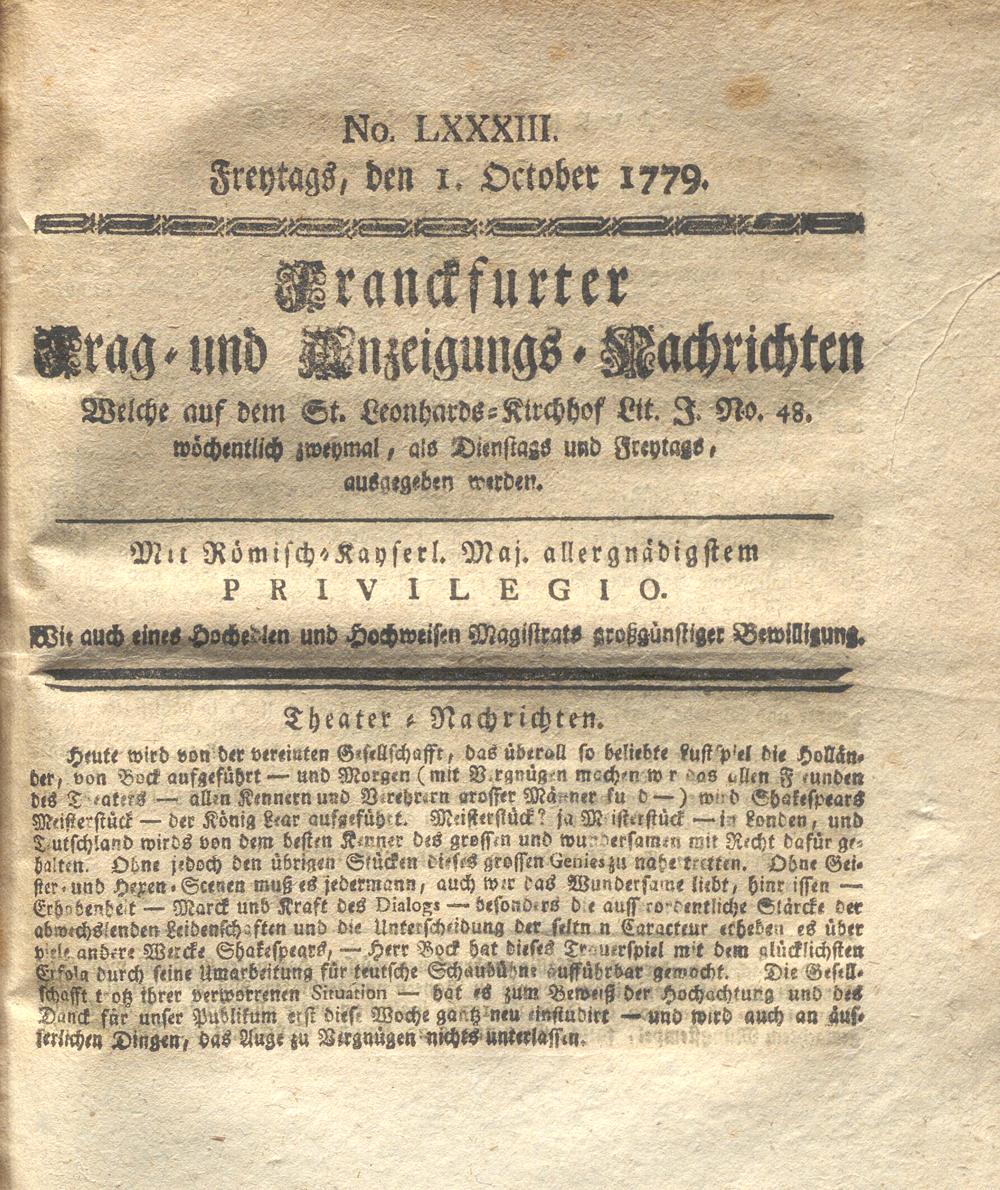 No. LXXXIII.
Freytags, den 1. October 1779.
Franckfurter
Frag- und Anzeigungs-Nachrichten
Welche auf dem St. Leonhards-Kirchhof Lit. J. No. 48.
wöchentlich zweymal, als Dienstags und Freytags,
ausgegeben werden.
Mit Römisch-Kayserl. Maj. allergnädigstem
PRIVILEGIO.
Wie auch eines Hochedlen und Hochweisen Magistrats großgünstiger Bewilligung.
Theater-Nachrichten.
Heute wird von der vereinten Gesellschafft, das überall so beliebte Lustspiel die Hollän-
der, von Bock aufgeführt — und Morgen (mit Vergnügen machen wir das allen Freunden
des Theaters — allen Kennern und Verehrern grosser Männer kund —) wird Shakespears
Meisterstück — der König Lear aufgeführt. Meisterstück? ja Meisterstück — in Londen, und
Teutschland wirds von dem besten Kenner des grossen und wundersamen mit Recht dafür ge-
halten. Ohne jedoch den übrigen Stücken dieses grossen Genies zu nahe tretten. Ohne Gei-
ster- und Hexen-Scenen muß es jedermann, auch wer das Wundersame liebt, hinreissen —
Erhabenheit — Marck und Kraft des Dialogs — besonders die ausserordentliche Stärcke der
abwechslenden Leidenschaften und die Unterscheidung der seltnen Caracteur erheben es über
viele andere Wercke Shakespears, — Herr Bock hat dieses Trauerspiel mit dem glücklichsten
Erfolg durch seine Umarbeitung für teutsche Schaubühne aufführbar gemacht. Die Gesell-
schafft trotz ihrer verworrenen Situation — hat es zum Beweiß der Hochachtung und des
Danck für unser Publikum erst diese Woche gantz neu einstudirt — und wird auch an äus-
serlichen Dingen, das Auge zu Vergnügen nichts unterlassen.